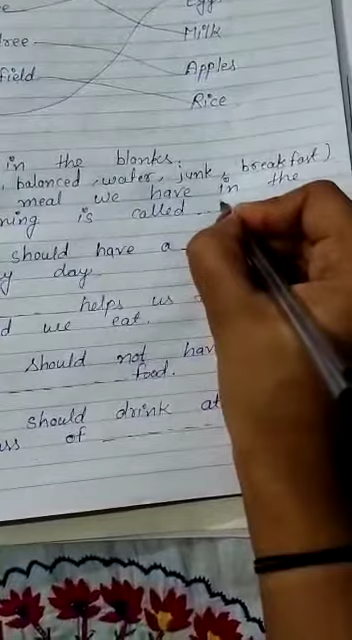 Egg
Milk
ree
Apples
field
Rice
in the blanks.
balanced, water, junk, breakfast)
meal we have in the
ning is called
should have a
y day
helps us
d we eat.
should not hav
food.
should drink at
ss of